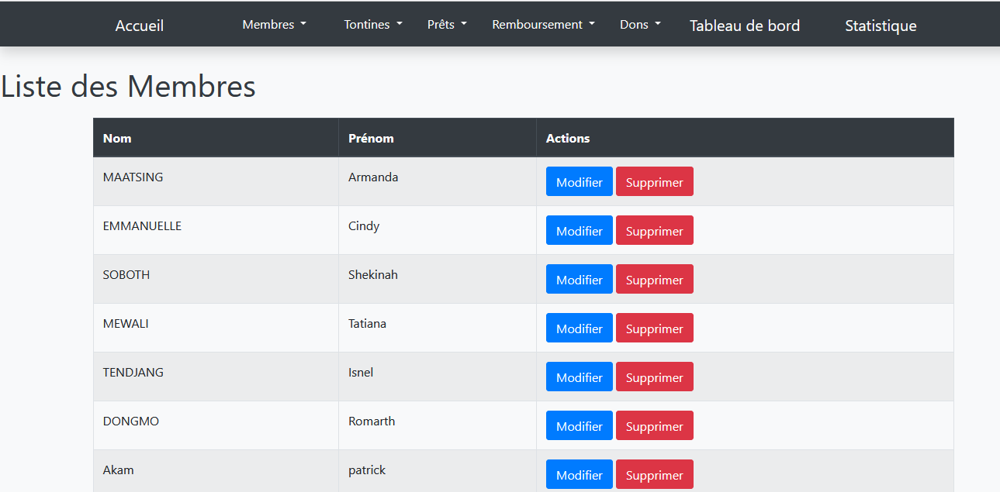 Accueil Membres Tontines Prêts Remboursement Dons Tableau de bord Statistique
Liste des Membres
Nom Prénom Actions
MAATSING Armanda Modifier Supprimer
EMMANUELLE Cindy Modifier Supprimer
SOBOTH Shekinah Modifier Supprimer
MEWALI Tatiana Modifier Supprimer
TENDJANG Isnel Modifier Supprimer
DONGMO Romarth Modifier Supprimer
Akam patrick Modifier Supprimer